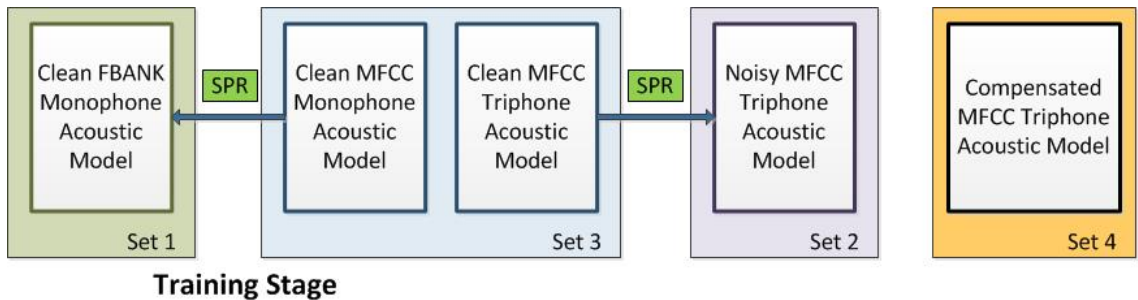 Clean FBANK
Monophone
Acoustic
Model
Set 1
SPR
Clean MFCC
Monophone
Acoustic
Model
Clean MFCC
Triphone
Acoustic
Model
Set 3
SPR
Noisy MFCC
Triphone
Acoustic
Model
Set 2
Compensated
MFCC Triphone
Acoustic Model
Set 4
Training Stage